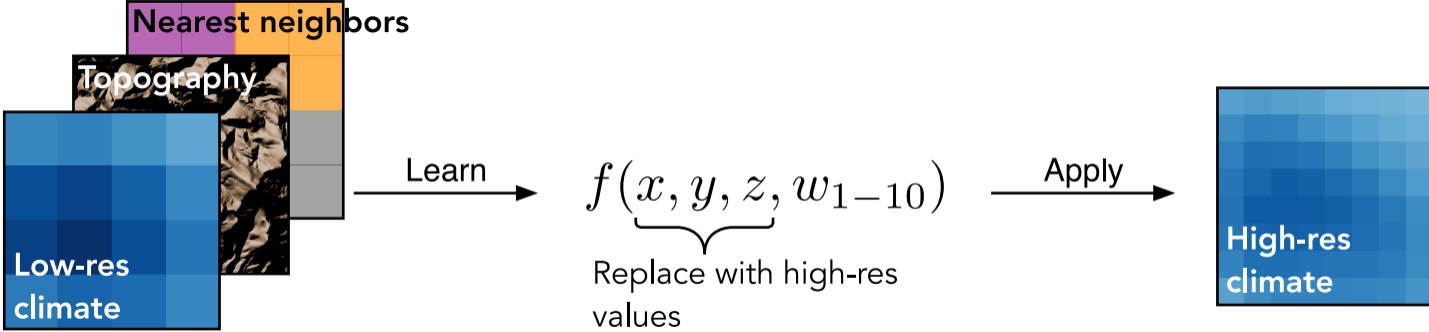 Nearest neighbors
Topography
Low-res
climate
Learn
f(x, y, z, w₁₋₁₀)
Replace with high-res
values
Apply
High-res
climate